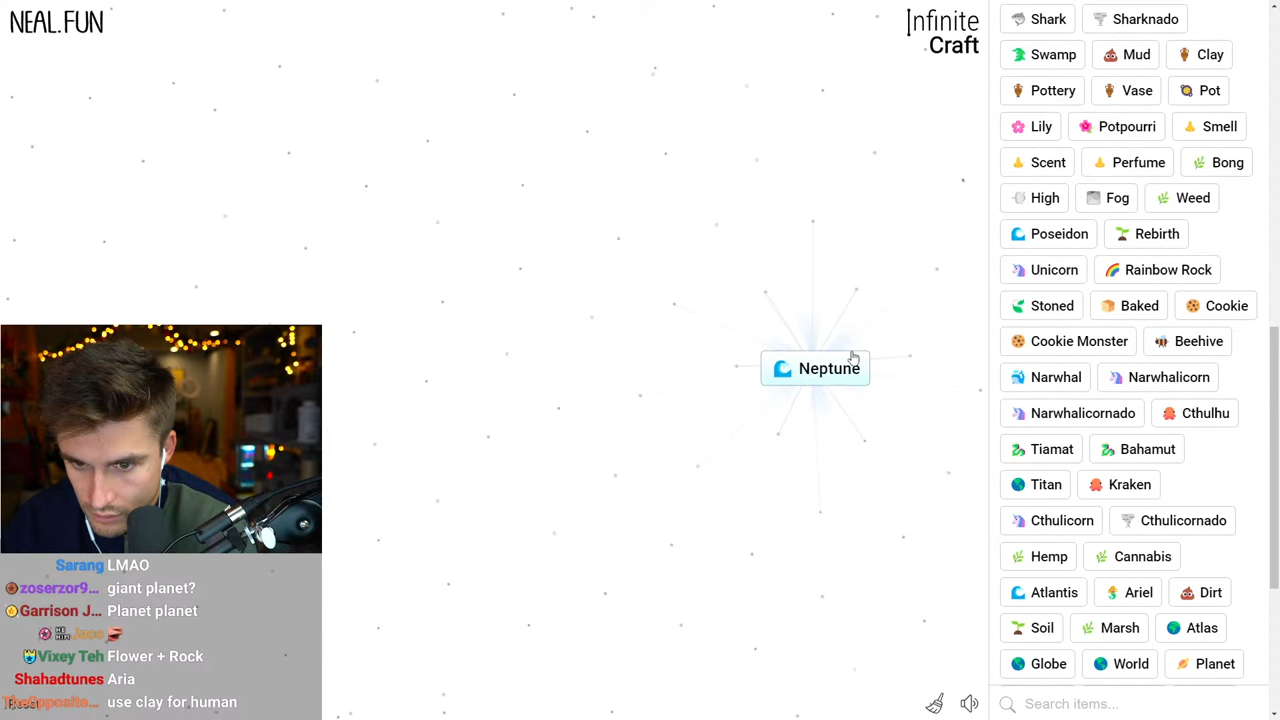 NEAL.FUN
Infinite
Craft
Neptune
Shark Sharknado
Swamp Mud Clay
Pottery Vase Pot
Lily Potpourri Smell
Scent Perfume Bong
High Fog Weed
Poseidon Rebirth
Unicorn Rainbow Rock
Stoned Baked Cookie
Cookie Monster Beehive
Narwhal Narwhalicorn
Narwhalicornado Cthulhu
Tiamat Bahamut
Titan Kraken
Cthulicorn Cthulicornado
Hemp Cannabis
Atlantis Ariel Dirt
Soil Marsh Atlas
Globe World Planet
Search items...
Sarang LMAO
zoserzor9... giant planet?
Garrison J... Planet planet
Jaco
Vixey Teh Flower + Rock
Shahadtunes Aria
use clay for human